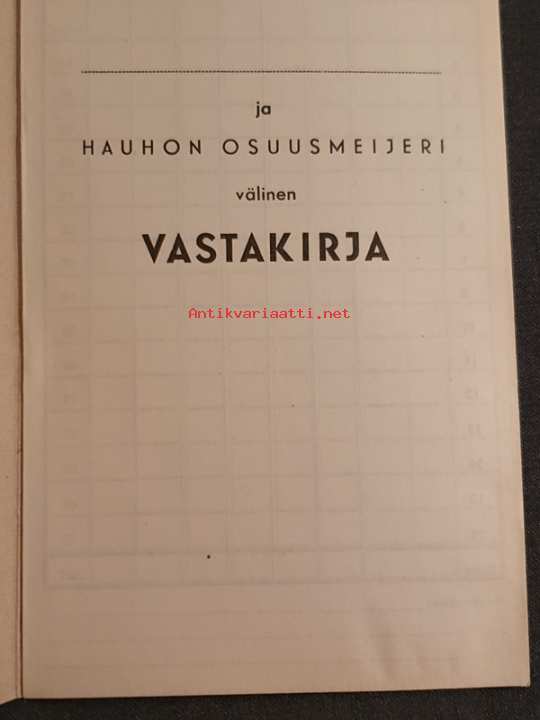 ja
HAUHON OSUUSMEIJERI
välinen
VASTAKIRJA
Antikvariaatti.net